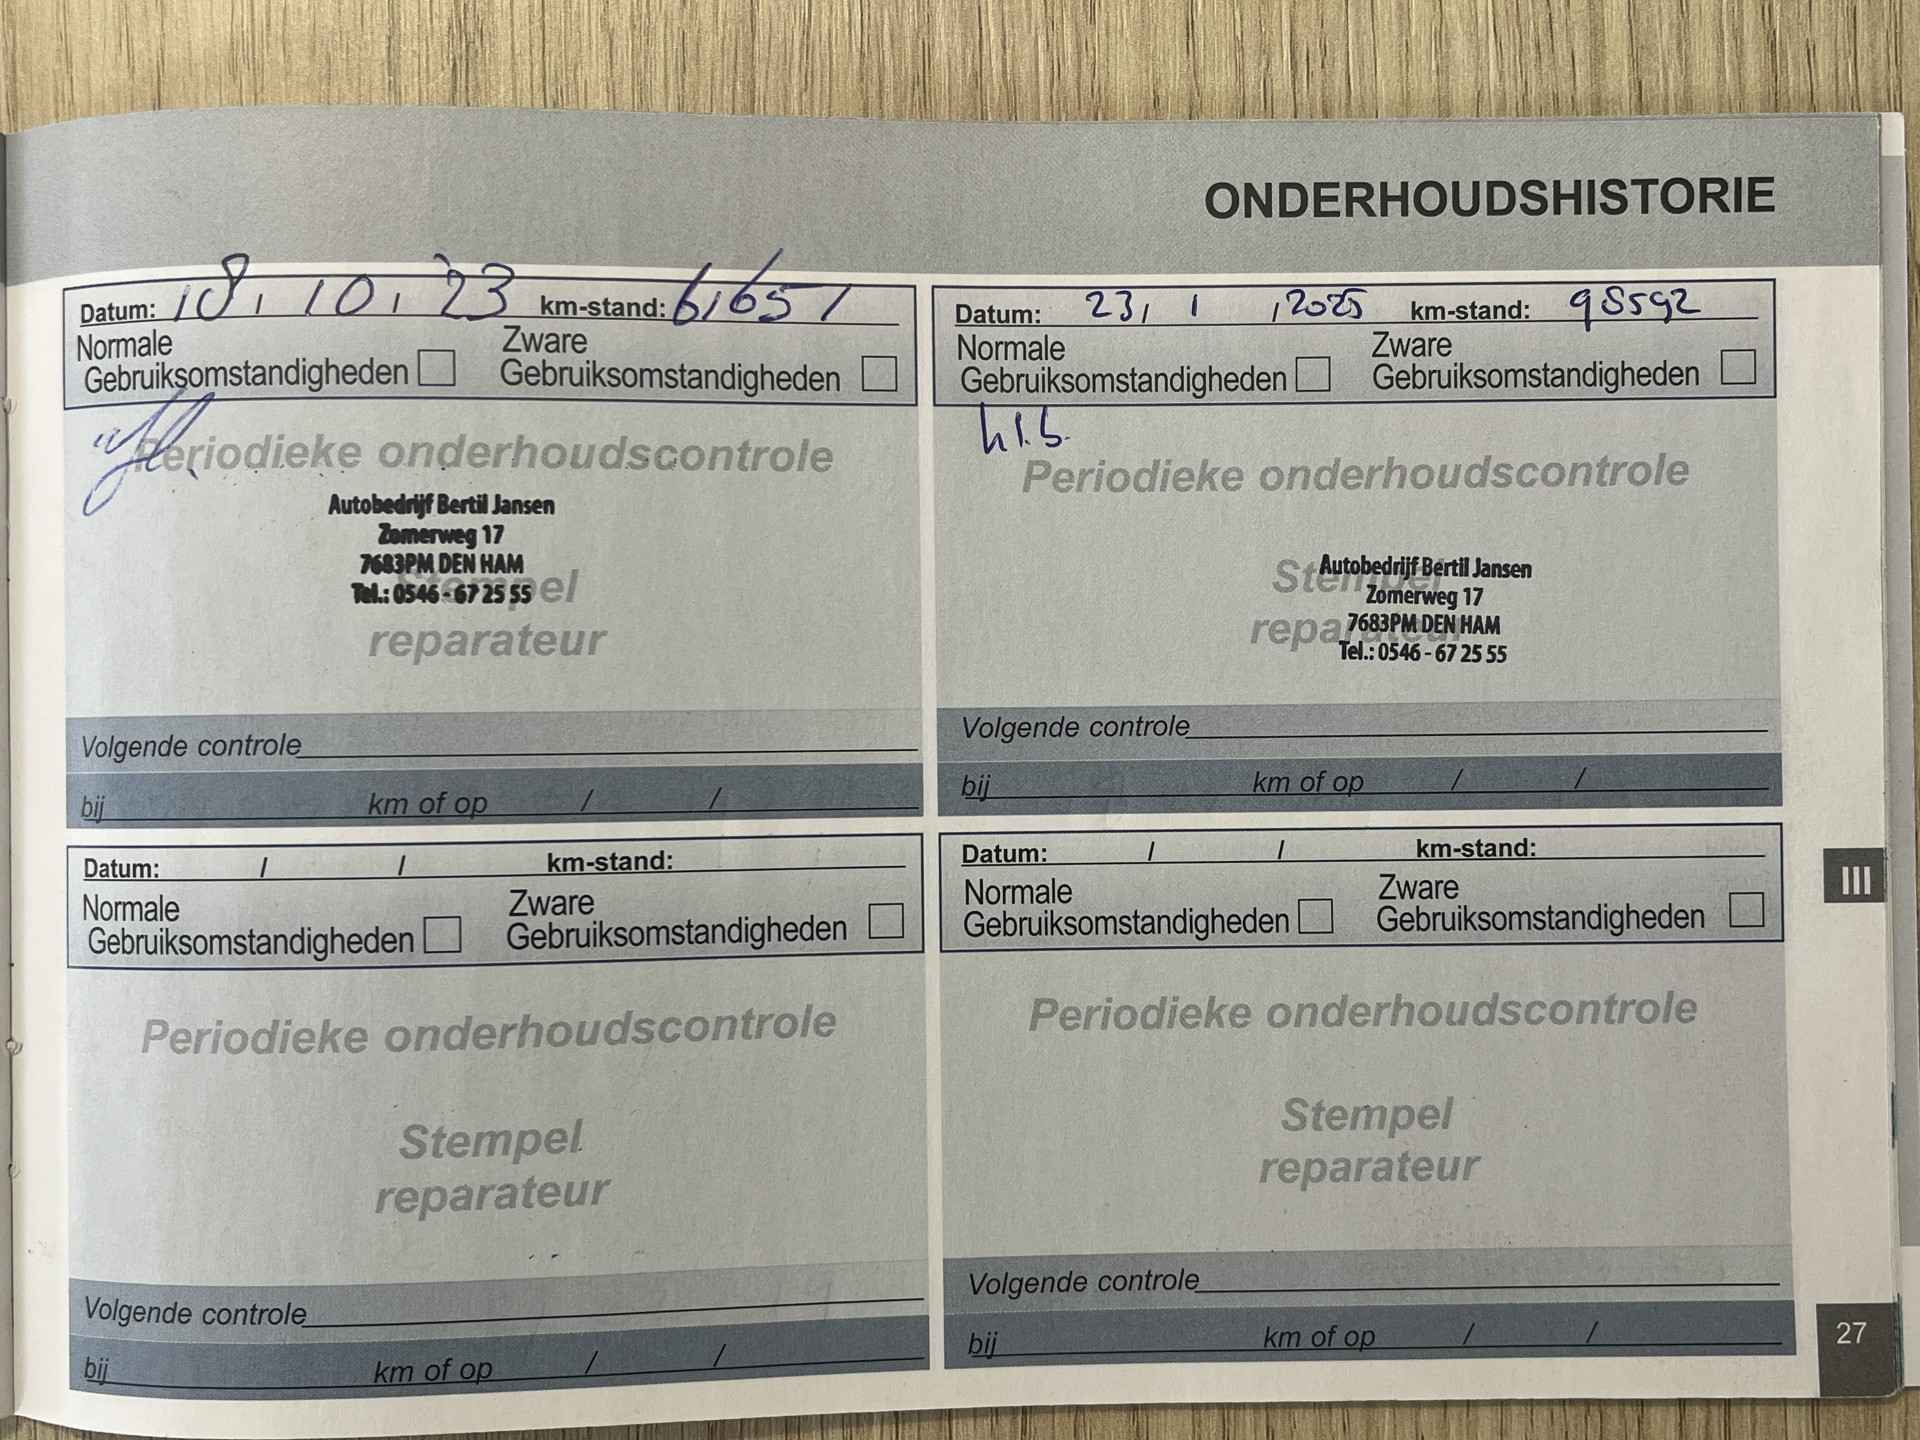 ONDERHOUDSHISTORIE
Datum: 18, 10, '23 km-stand: 61651
Normale Zware
Gebruiksomstandigheden Gebruiksomstandigheden
Periodieke onderhoudscontrole
Autobedrijf Bertil Jansen
Zomerweg 17
7683PM DEN HAM
Tel.: 0546 - 67 25 55
Stempel
reparateur
Volgende controle
bij km of op / /
Datum: 23, 1, 2025 km-stand: 98592
Normale Zware
Gebruiksomstandigheden Gebruiksomstandigheden
Periodieke onderhoudscontrole
Stempel
reparateur
Autobedrijf Bertil Jansen
Zomerweg 17
7683PM DEN HAM
Tel.: 0546 - 67 25 55
Volgende controle
bij km of op / /
Datum: / / km-stand:
Normale Zware
Gebruiksomstandigheden Gebruiksomstandigheden
Periodieke onderhoudscontrole
Stempel
reparateur
Volgende controle
bij km of op / /
Datum: / / km-stand:
Normale Zware
Gebruiksomstandigheden Gebruiksomstandigheden
Periodieke onderhoudscontrole
Stempel
reparateur
Volgende controle
bij km of op / /
III
27